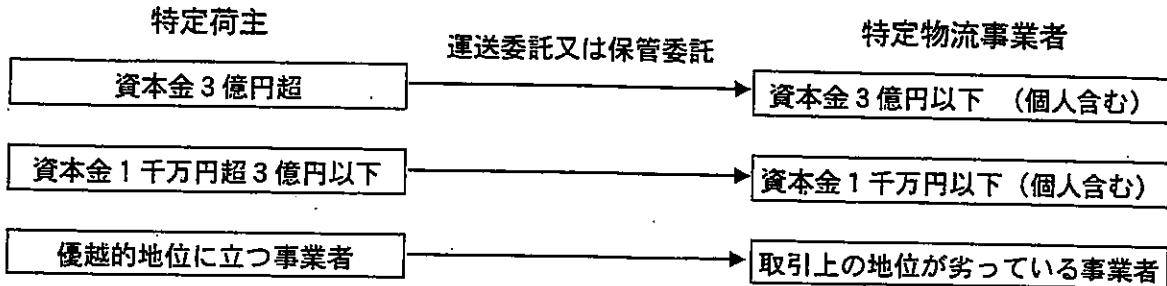 特定荷主
運送委託又は保管委託
特定物流事業者
資本金3億円超
資本金3億円以下 (個人含む)
資本金1千万円超3億円以下
資本金1千万円以下 (個人含む)
優越的地位に立つ事業者
取引上の地位が劣っている事業者